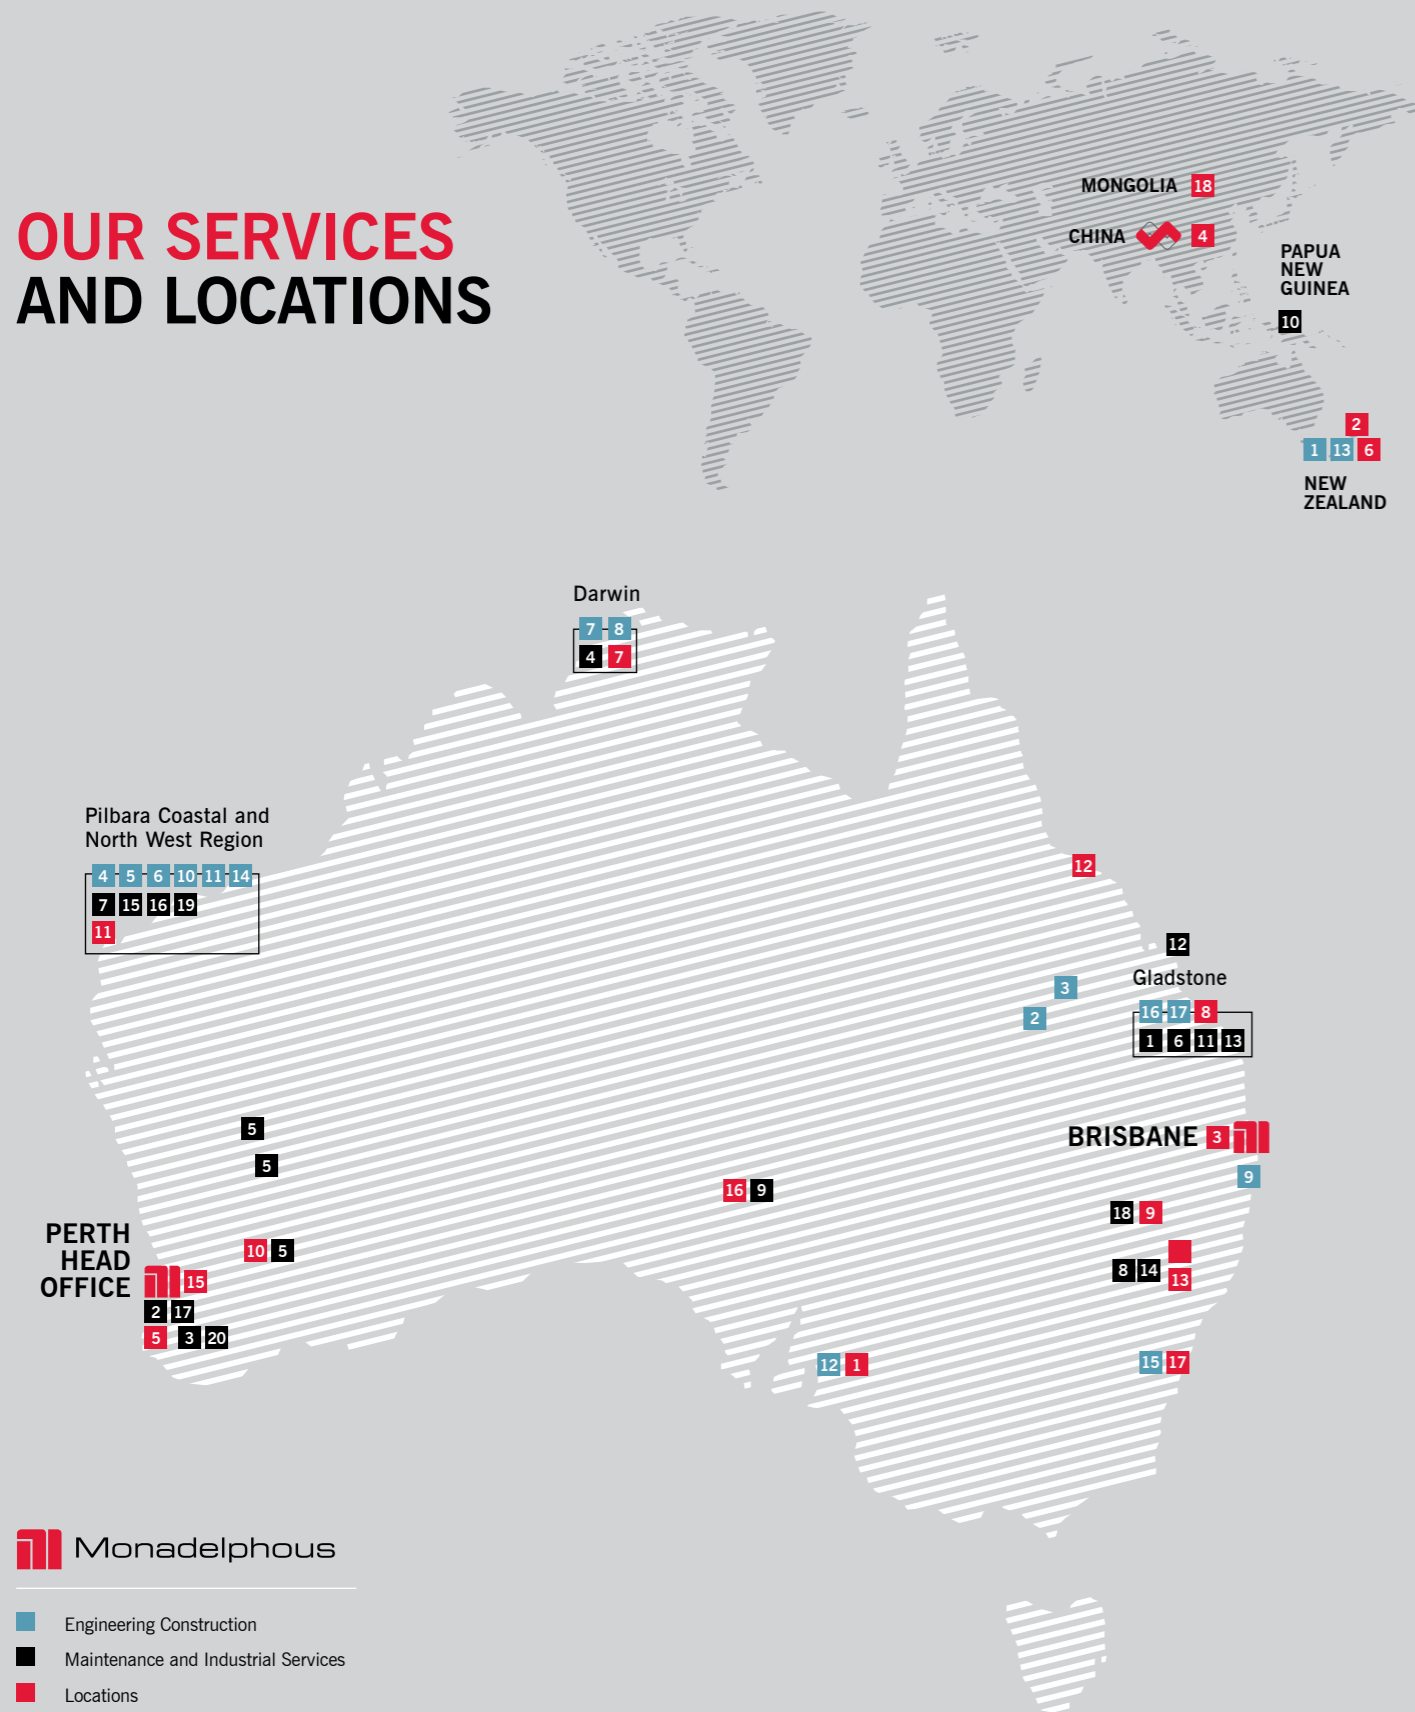 MONGOLIA 18
OUR SERVICES
AND LOCATIONS
CHINA 4
PAPUA
NEW
GUINEA
10
2
1 13 6
NEW
ZEALAND
Darwin
7 8
4 7
Pilbara Coastal and
North West Region
4 5 6 10 11 14
7 15 16 19
11
12
12
Gladstone
3
2
16 17 8
1 6 11 13
5
BRISBANE 3
5
9
16 9
18 9
PERTH
HEAD
OFFICE
10 5
15
8 14
13
2 17
5 3 20
12 1
15 17
Monadelphous
Engineering Construction
Maintenance and Industrial Services
Locations